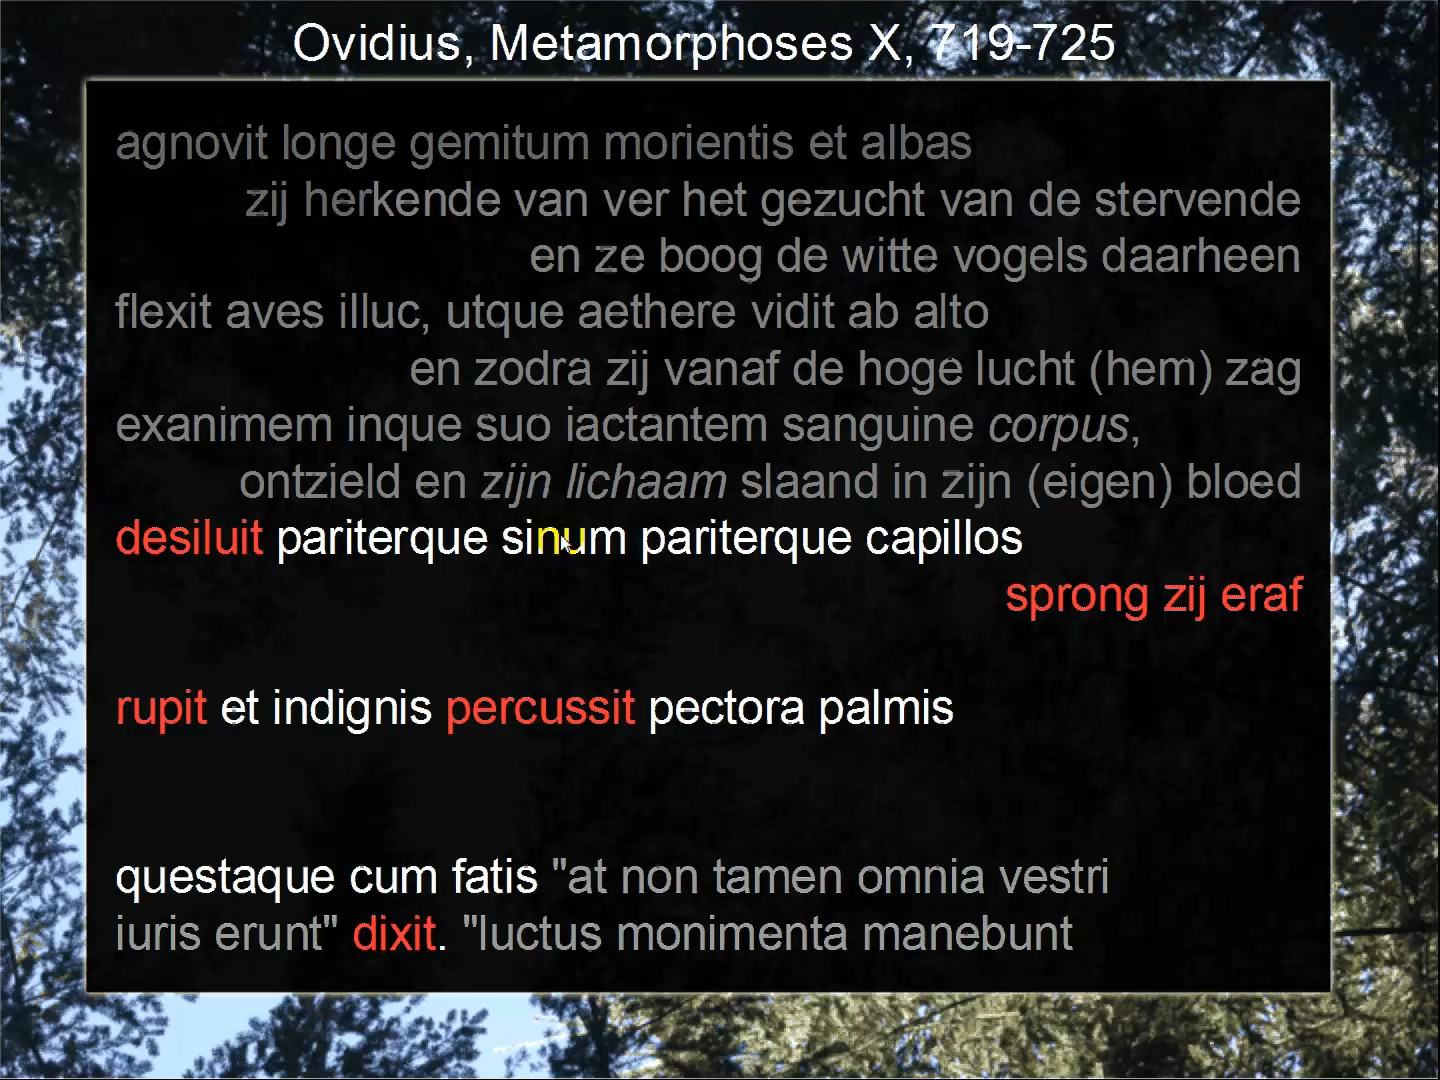 Ovidius, Metamorphoses X, 719-725
agnovit longe gemitum morientis et albas
zij herkende van ver het gezucht van de stervende
en ze boog de witte vogels daarheen
flexit aves illuc, utque aethere vidit ab alto
en zodra zij vanaf de hoge lucht (hem) zag
exanimem inque suo iactantem sanguine corpus,
ontzield en zijn lichaam slaand in zijn (eigen) bloed
desiluit pariterque sinum pariterque capillos
sprong zij eraf
rupit et indignis percussit pectora palmis
questaque cum fatis "at non tamen omnia vestri
iuris erunt" dixit. "luctus monimenta manebunt